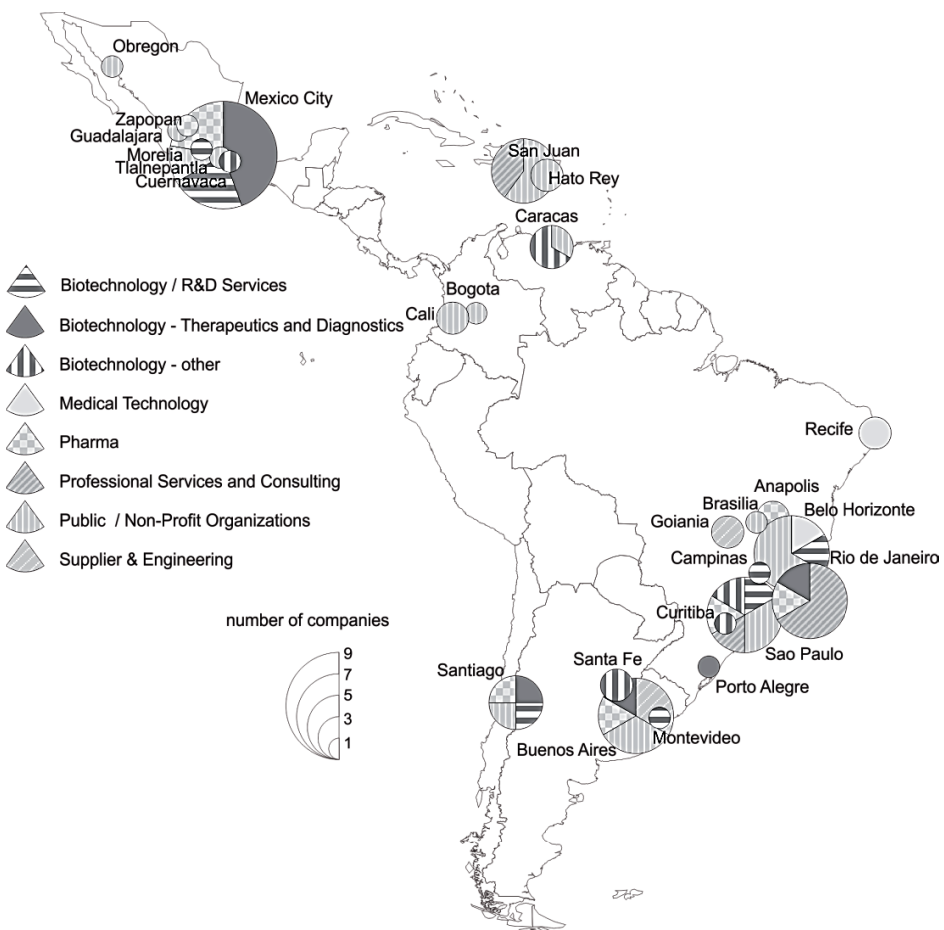 Obregon
Mexico City
Zapopan
Guadalajara
Morelia
Tlalnepantla
Cuernavaca
San Juan
Hato Rey
Caracas
Bogota
Cali
Biotechnology / R&D Services
Biotechnology - Therapeutics and Diagnostics
Biotechnology - other
Medical Technology
Pharma
Professional Services and Consulting
Public / Non-Profit Organizations
Supplier & Engineering
Recife
Anapolis
Brasilia
Belo Horizonte
Goiania
Campinas
Rio de Janeiro
Curitiba
Sao Paulo
number of companies
9
7
5
3
1
Santiago
Santa Fe
Porto Alegre
Montevideo
Buenos Aires